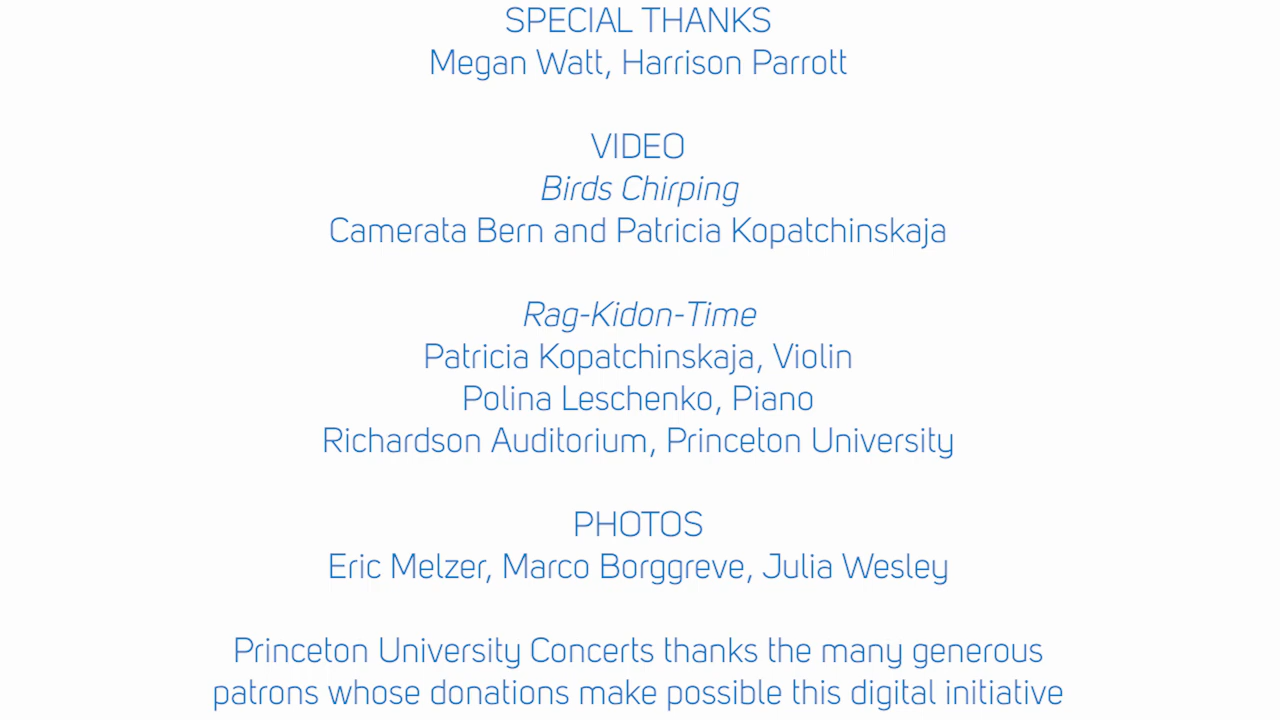 SPECIAL THANKS
Megan Watt, Harrison Parrott
VIDEO
Birds Chirping
Camerata Bern and Patricia Kopatchinskaja
Rag-Kidon-Time
Patricia Kopatchinskaja, Violin
Polina Leschenko, Piano
Richardson Auditorium, Princeton University
PHOTOS
Eric Melzer, Marco Borggreve, Julia Wesley
Princeton University Concerts thanks the many generous
patrons whose donations make possible this digital initiative